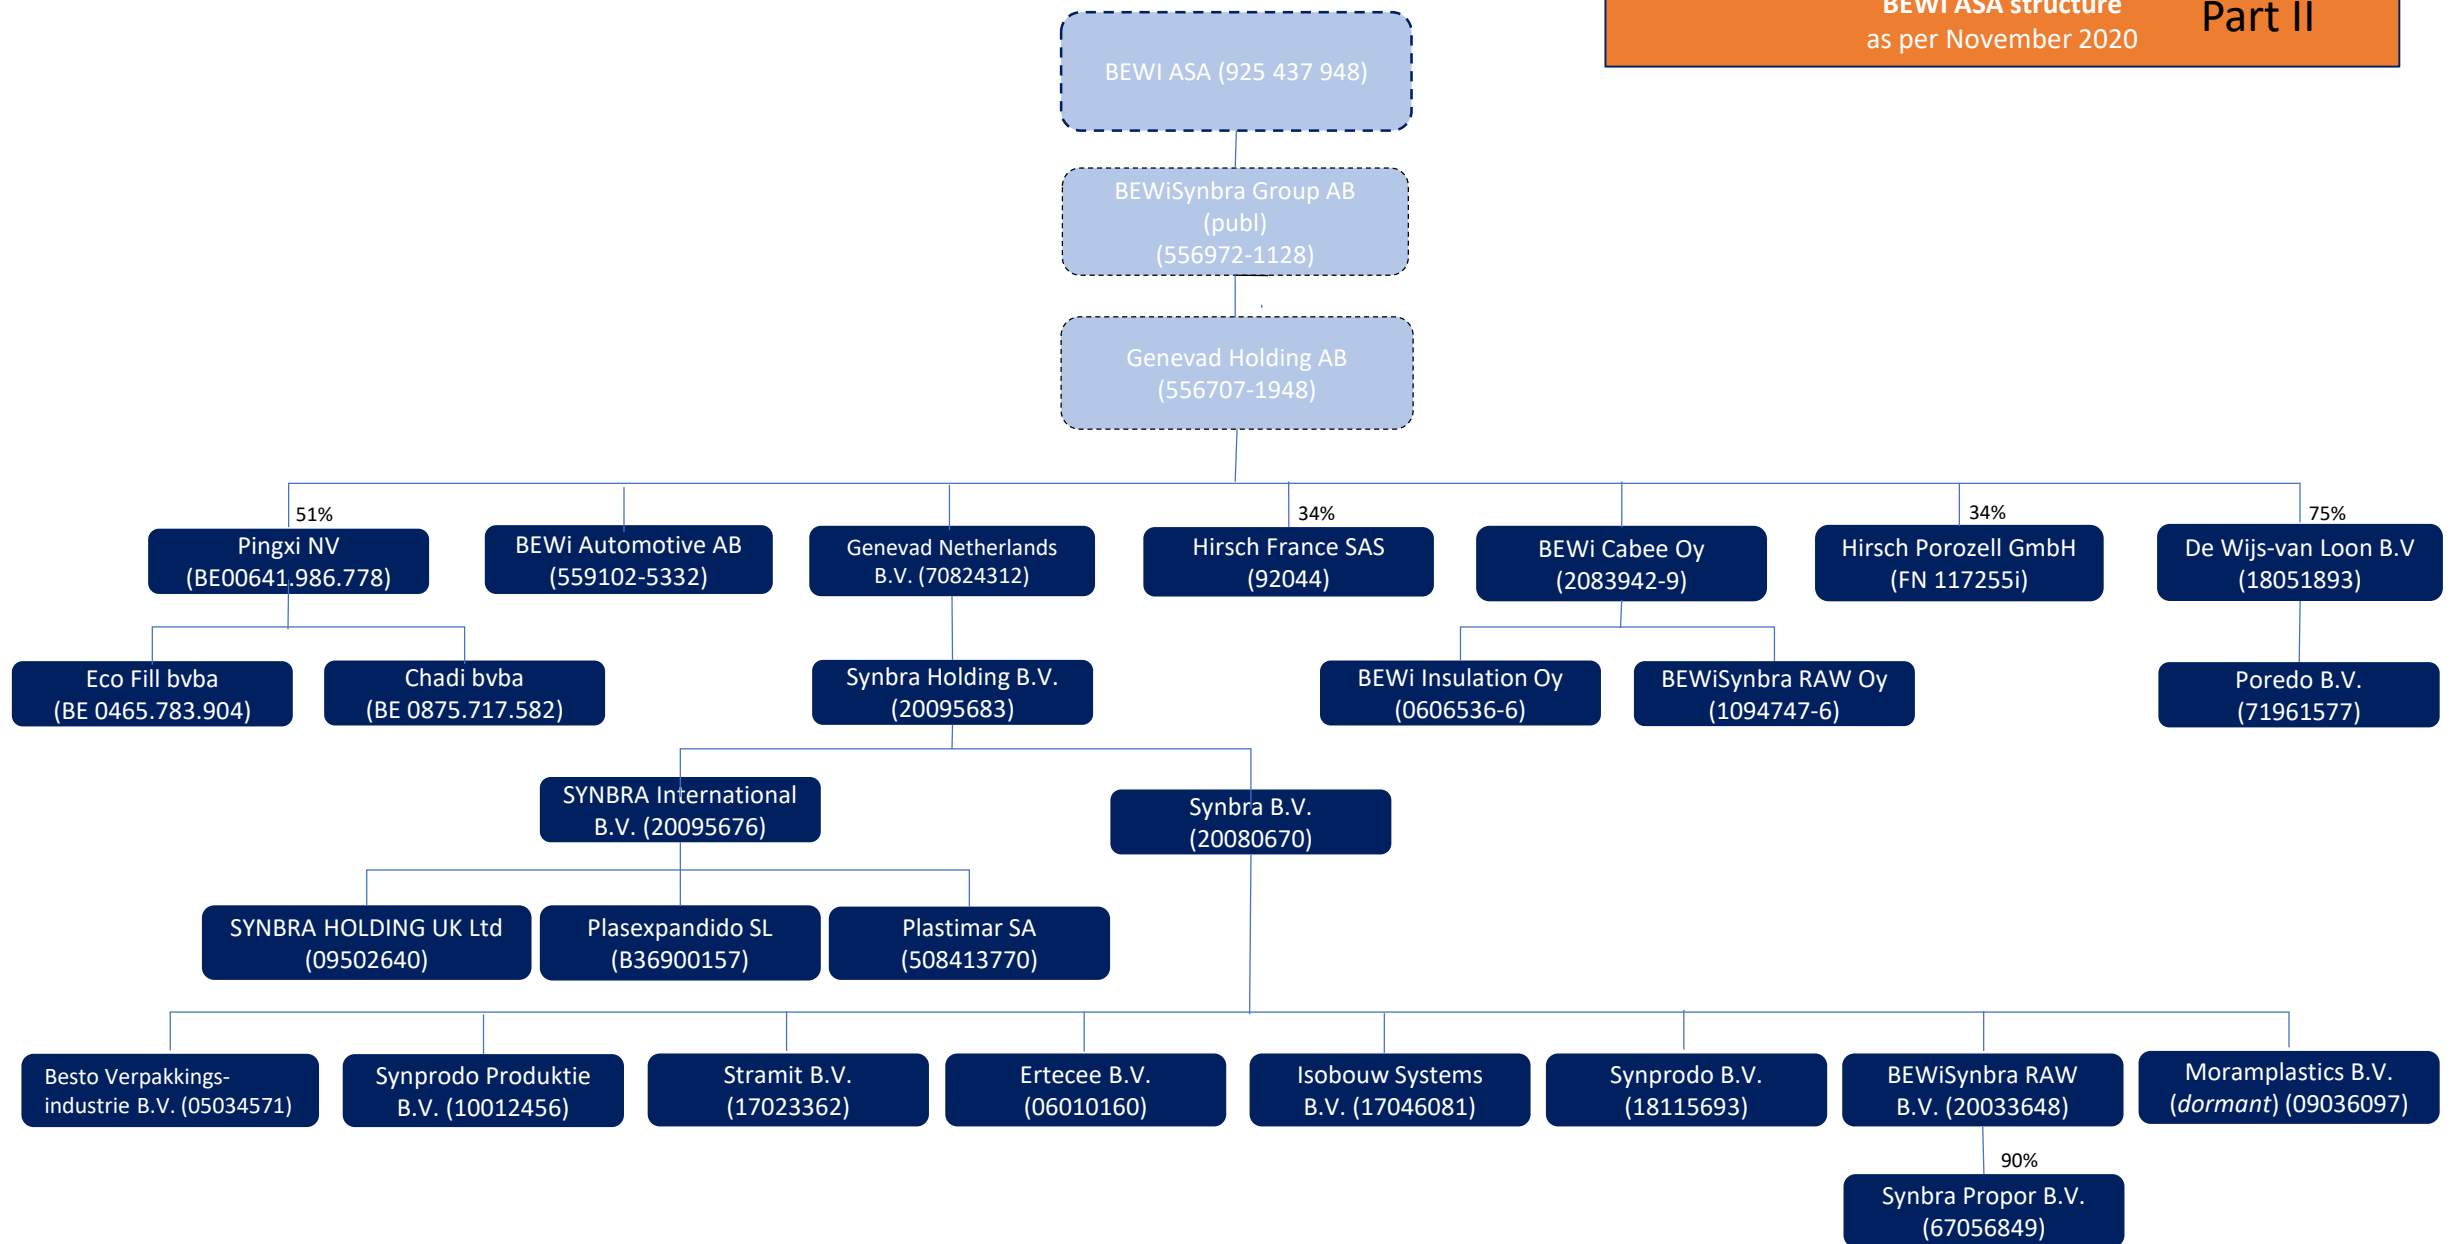 BEWI ASA structure
as per November 2020
Part II
BEWI ASA (925 437 948)
BEWiSynbra Group AB
(publ)
(556972-1128)
Genevad Holding AB
(556707-1948)
51%
34%
34%
75%
Pingxi NV
(BE00641.986.778)
BEWi Automotive AB
(559102-5332)
Genevad Netherlands
B.V. (70824312)
Hirsch France SAS
(92044)
BEWi Cabee Oy
(2083942-9)
Hirsch Porozell GmbH
(FN 117255i)
De Wijs-van Loon B.V
(18051893)
Eco Fill bvba
(BE 0465.783.904)
Chadi bvba
(BE 0875.717.582)
Synbra Holding B.V.
(20095683)
BEWi Insulation Oy
(0606536-6)
BEWiSynbra RAW Oy
(1094747-6)
Poredo B.V.
(71961577)
SYNBRA International
B.V. (20095676)
Synbra B.V.
(20080670)
SYNBRA HOLDING UK Ltd
(09502640)
Plasexpandido SL
(B36900157)
Plastimar SA
(508413770)
Besto Verpakkings-
industrie B.V. (05034571)
Synprodo Produktie
B.V. (10012456)
Stramit B.V.
(17023362)
Ertecee B.V.
(06010160)
Isobouw Systems
B.V. (17046081)
Synprodo B.V.
(18115693)
BEWiSynbra RAW
B.V. (20033648)
Moramplastics B.V.
(dormant) (09036097)
90%
Synbra Propor B.V.
(67056849)